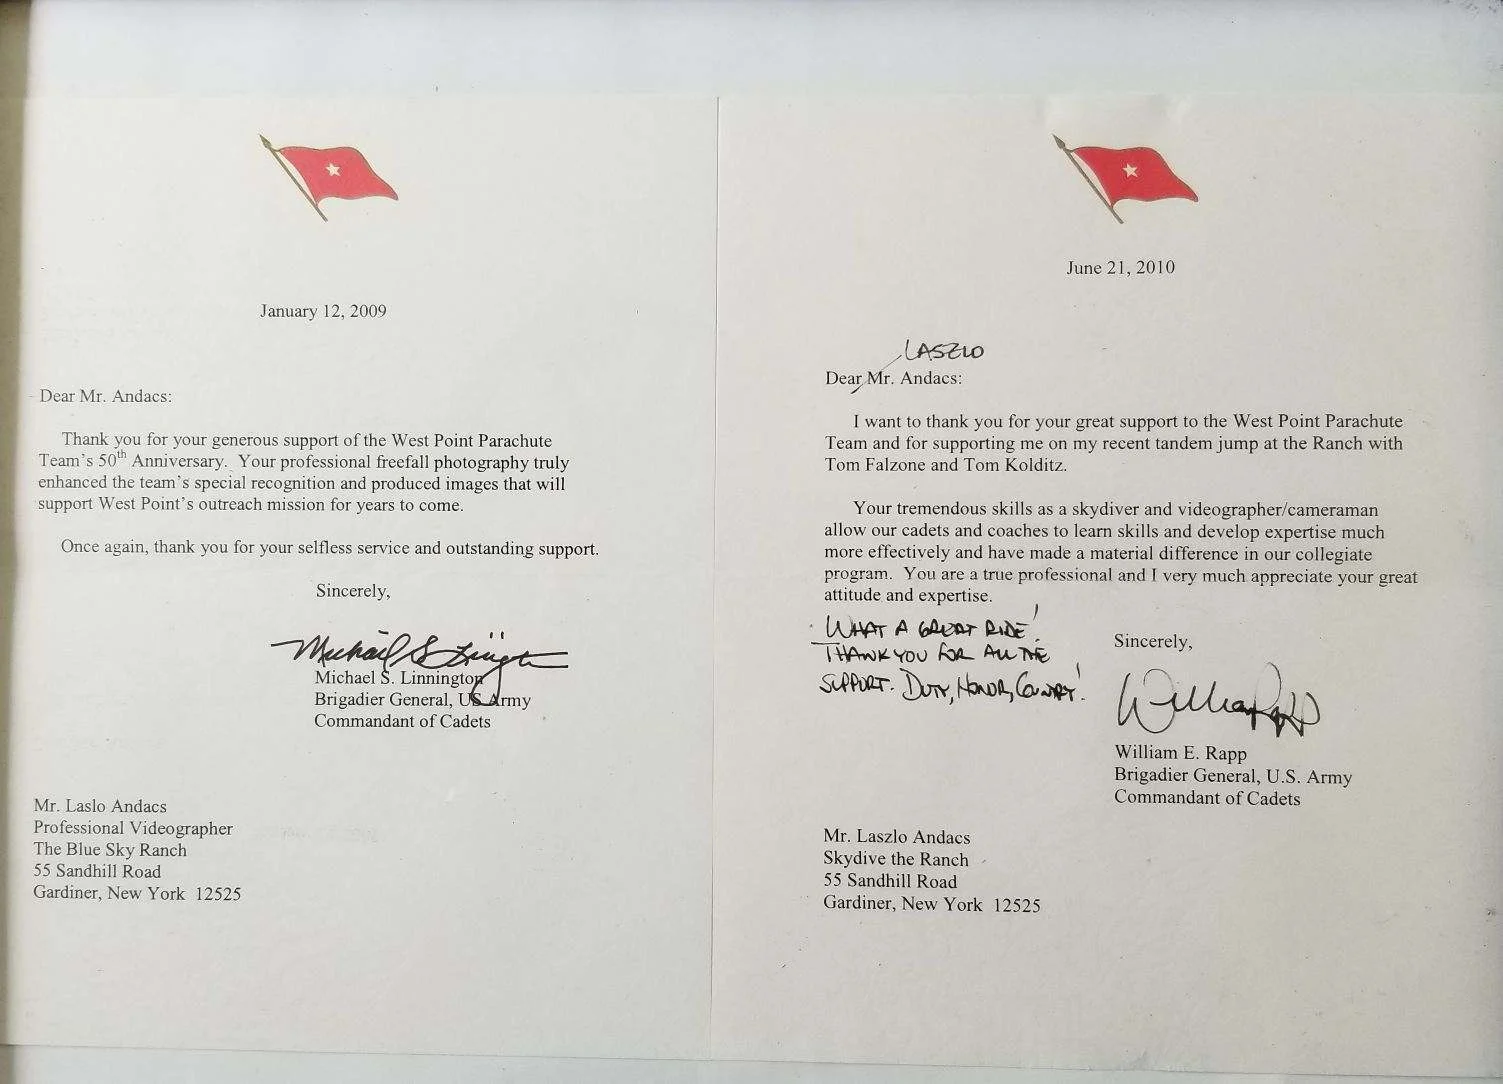 January 12, 2009
Dear Mr. Andacs:
Thank you for your generous support of the West Point Parachute
Team's 50th Anniversary. Your professional freefall photography truly
enhanced the team's special recognition and produced images that will
support West Point's outreach mission for years to come.
Once again, thank you for your selfless service and outstanding support.
Sincerely,
Michael S. Linnington
Michael S. Linnington
Brigadier General, US Army
Commandant of Cadets
Mr. Laslo Andacs
Professional Videographer
The Blue Sky Ranch
55 Sandhill Road
Gardiner, New York 12525
June 21, 2010
LASZLO
Dear Mr. Andacs:
I want to thank you for your great support to the West Point Parachute
Team and for supporting me on my recent tandem jump at the Ranch with
Tom Falzone and Tom Kolditz.
Your tremendous skills as a skydiver and videographer/cameraman
allow our cadets and coaches to learn skills and develop expertise much
more effectively and have made a material difference in our collegiate
program. You are a true professional and I very much appreciate your great
attitude and expertise.
WHAT A GREAT RIDE!
THANK YOU FOR ALL THE
SUPPORT. DUTY, HONOR, COUNTRY!
Sincerely,
William Rapp
William E. Rapp
Brigadier General, U.S. Army
Commandant of Cadets
Mr. Laszlo Andacs
Skydive the Ranch
55 Sandhill Road
Gardiner, New York 12525